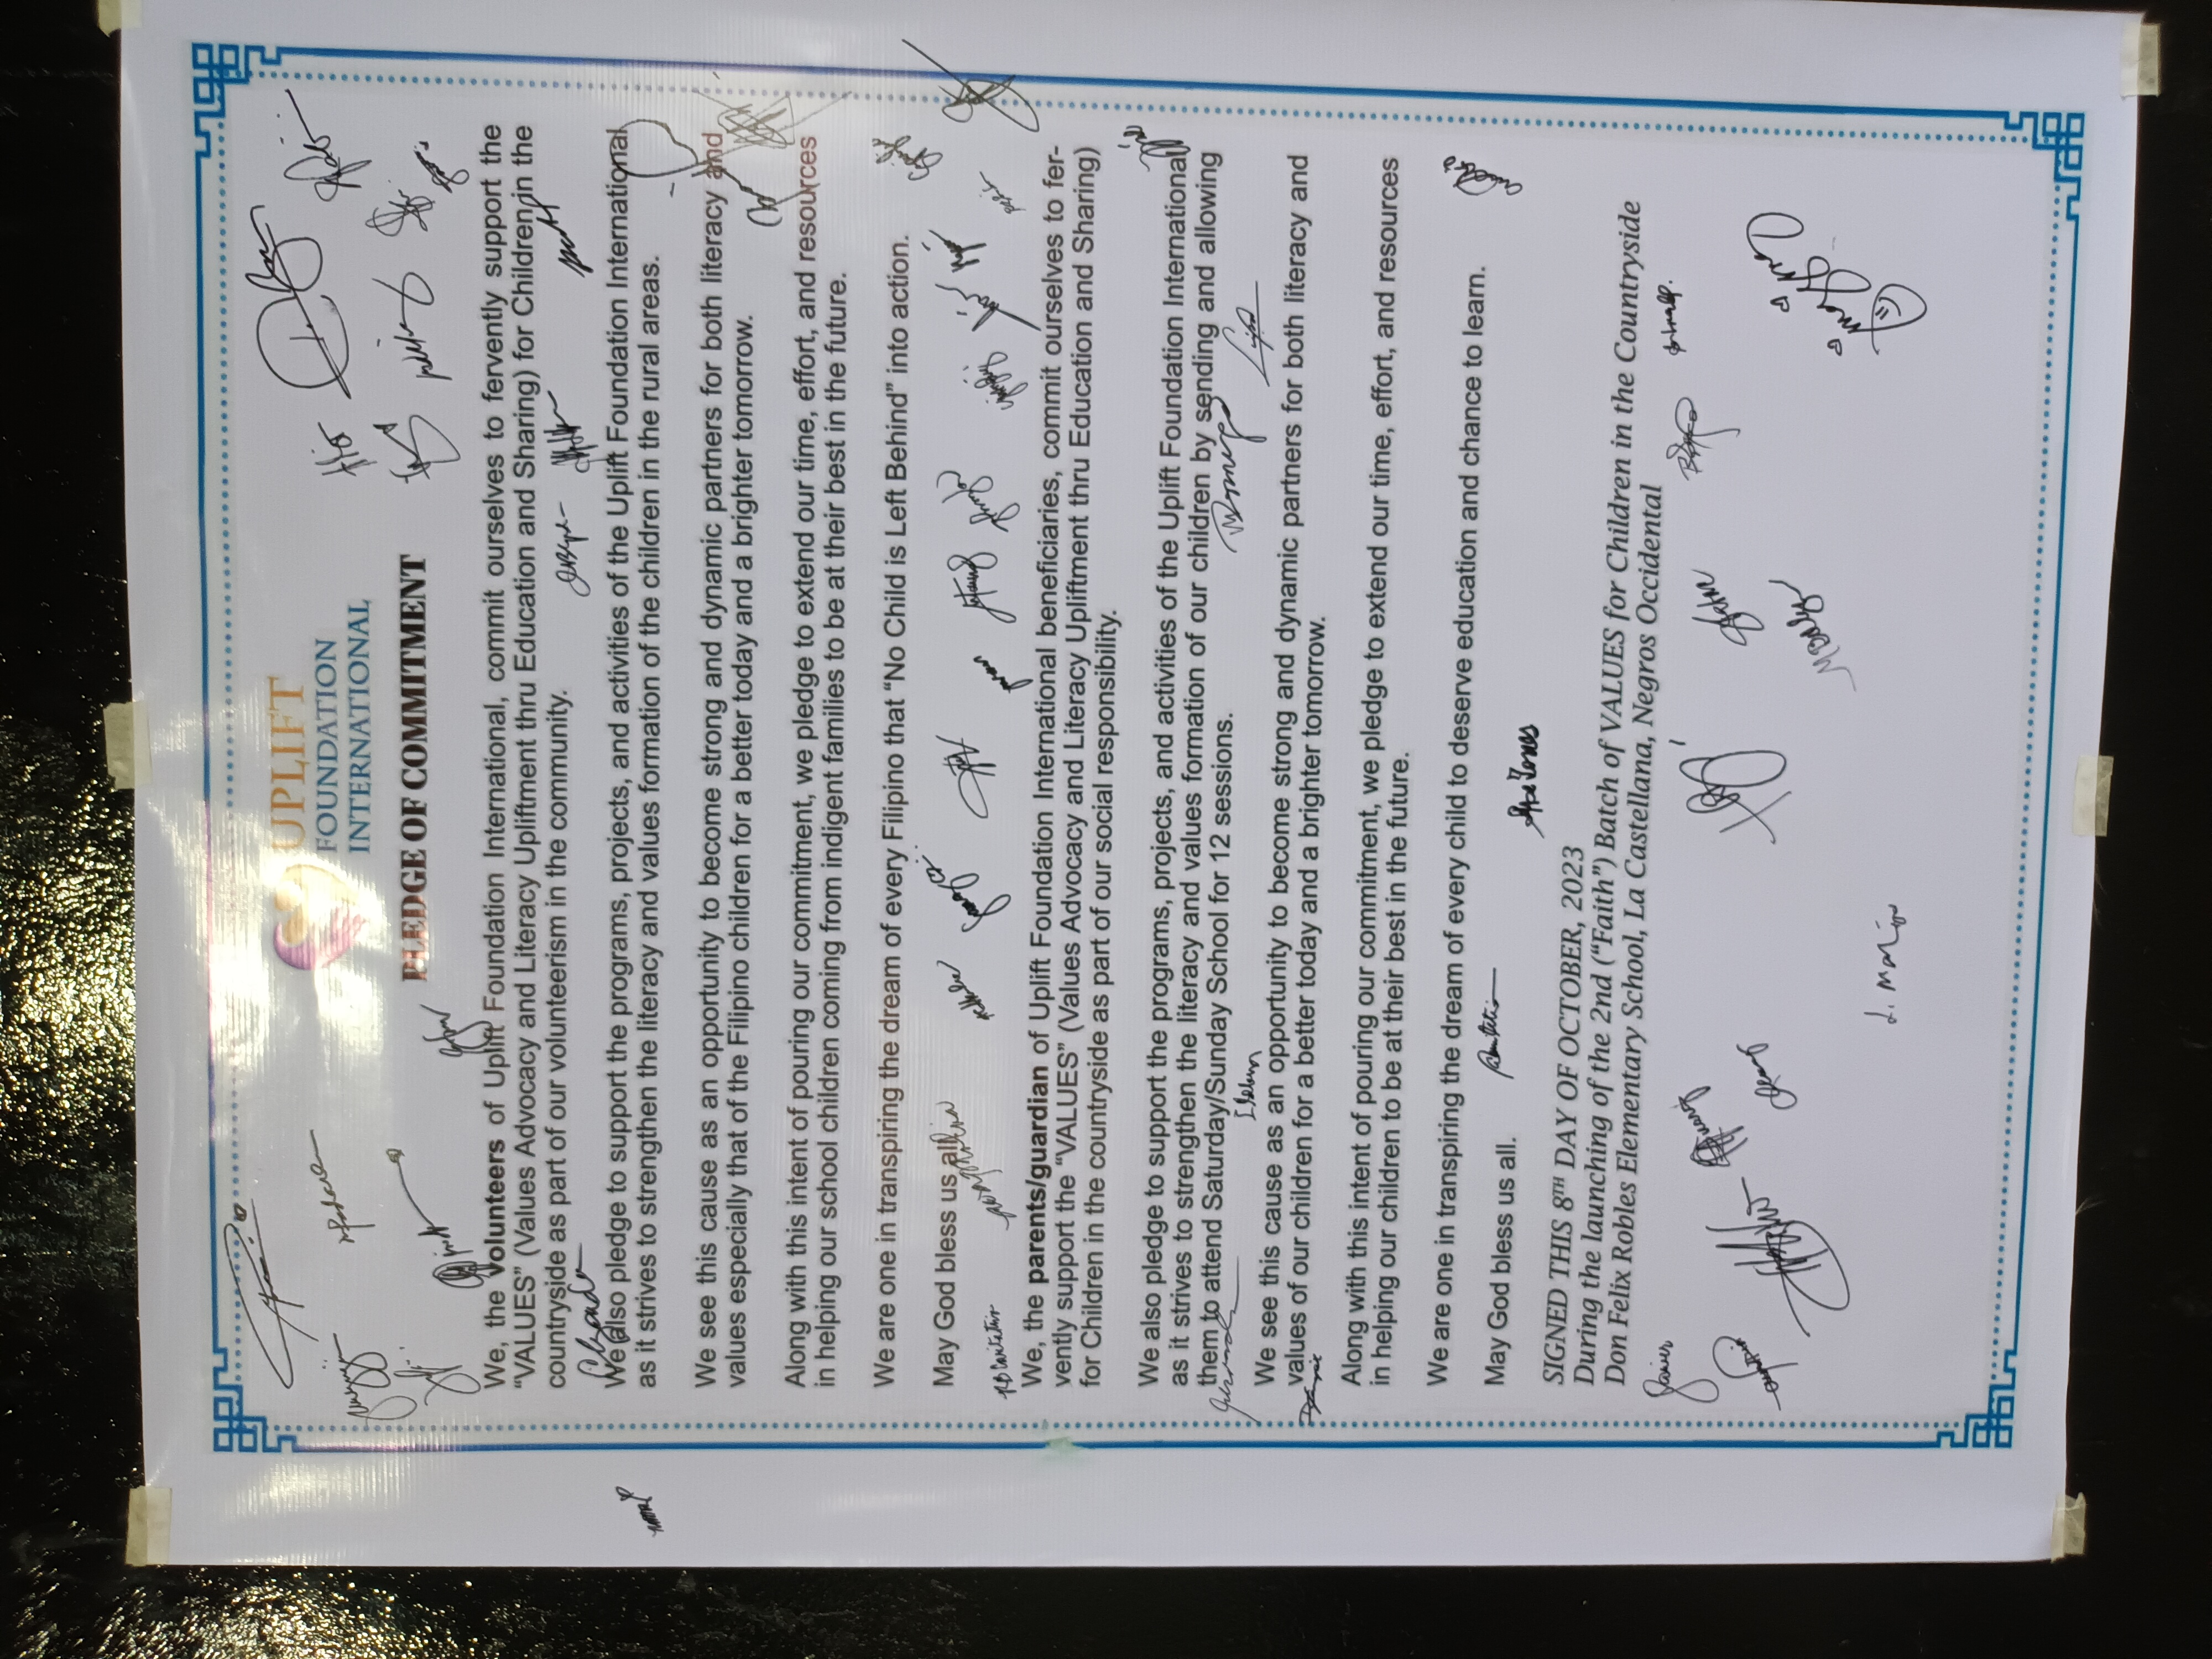 UPLIFT
FOUNDATION
INTERNATIONAL
PLEDGE OF COMMITMENT
We, the volunteers of Uplift Foundation International, commit ourselves to fervently support the
“VALUES” (Values Advocacy and Literacy Upliftment thru Education and Sharing) for Children in the
countryside as part of our volunteerism in the community.
We also pledge to support the programs, projects, and activities of the Uplift Foundation International
as it strives to strengthen the literacy and values formation of the children in the rural areas.
We see this cause as an opportunity to become strong and dynamic partners for both literacy and
values especially that of the Filipino children for a better today and a brighter tomorrow.
Along with this intent of pouring our commitment, we pledge to extend our time, effort, and resources
in helping our school children coming from indigent families to be at their best in the future.
We are one in transpiring the dream of every Filipino that “No Child is Left Behind” into action.
May God bless us all.
We, the parents/guardian of Uplift Foundation International beneficiaries, commit ourselves to fer-
vently support the “VALUES” (Values Advocacy and Literacy Upliftment thru Education and Sharing)
for Children in the countryside as part of our social responsibility.
We also pledge to support the programs, projects, and activities of the Uplift Foundation International
as it strives to strengthen the literacy and values formation of our children by sending and allowing
them to attend Saturday/Sunday School for 12 sessions.
We see this cause as an opportunity to become strong and dynamic partners for both literacy and
values of our children for a better today and a brighter tomorrow.
Along with this intent of pouring our commitment, we pledge to extend our time, effort, and resources
in helping our children to be at their best in the future.
We are one in transpiring the dream of every child to deserve education and chance to learn.
May God bless us all.
SIGNED THIS 8TH DAY OF OCTOBER, 2023
During the launching of the 2nd (“Faith”) Batch of VALUES for Children in the Countryside
Don Felix Robles Elementary School, La Castellana, Negros Occidental